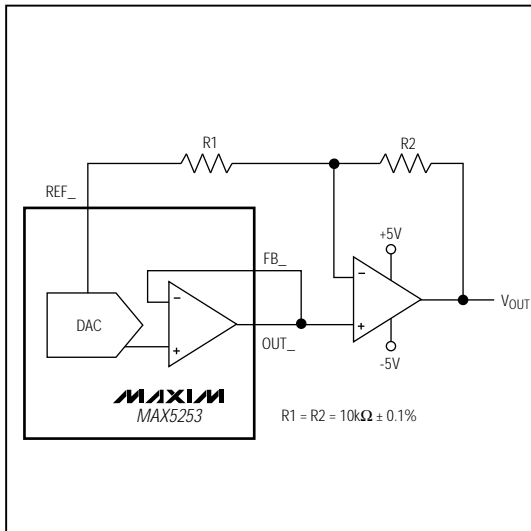 R1
R2
REF_
+5V
FB_
−
−
DAC
VOUT
+
+
OUT_
-5V
MAXIM
MAX5253
R1 = R2 = 10kΩ ± 0.1%